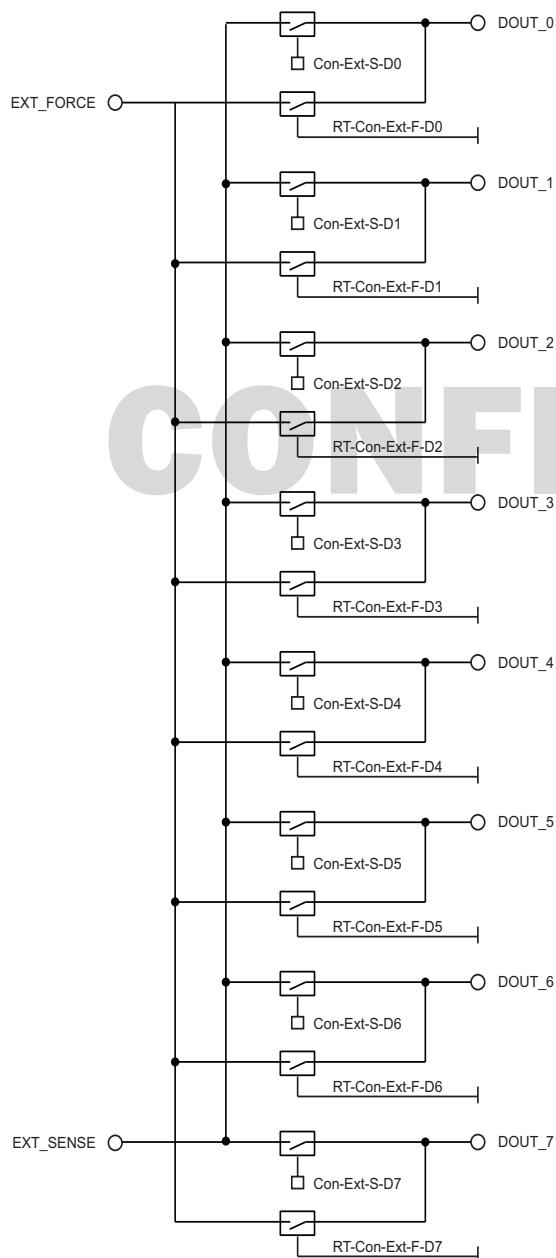 DOUT_0
Con-Ext-S-D0
EXT_FORCE
RT-Con-Ext-F-D0
DOUT_1
Con-Ext-S-D1
RT-Con-Ext-F-D1
DOUT_2
Con-Ext-S-D2
CONFI
RT-Con-Ext-F-D2
DOUT_3
Con-Ext-S-D3
RT-Con-Ext-F-D3
DOUT_4
Con-Ext-S-D4
RT-Con-Ext-F-D4
DOUT_5
Con-Ext-S-D5
RT-Con-Ext-F-D5
DOUT_6
Con-Ext-S-D6
RT-Con-Ext-F-D6
EXT_SENSE
DOUT_7
Con-Ext-S-D7
RT-Con-Ext-F-D7